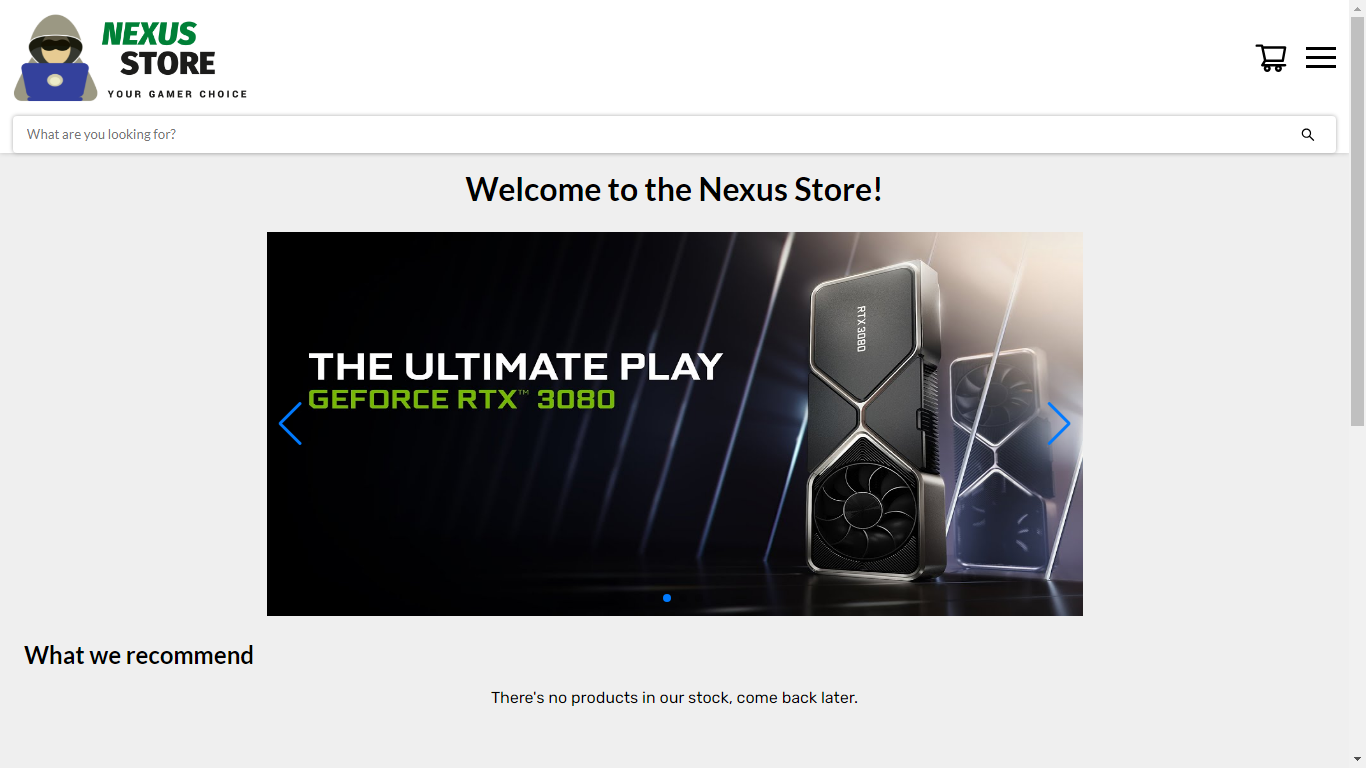 NEXUS
STORE
YOUR GAMER CHOICE
What are you looking for?
Welcome to the Nexus Store!
THE ULTIMATE PLAY
GEFORCE RTX™ 3080
RTX 3080
What we recommend
There's no products in our stock, come back later.